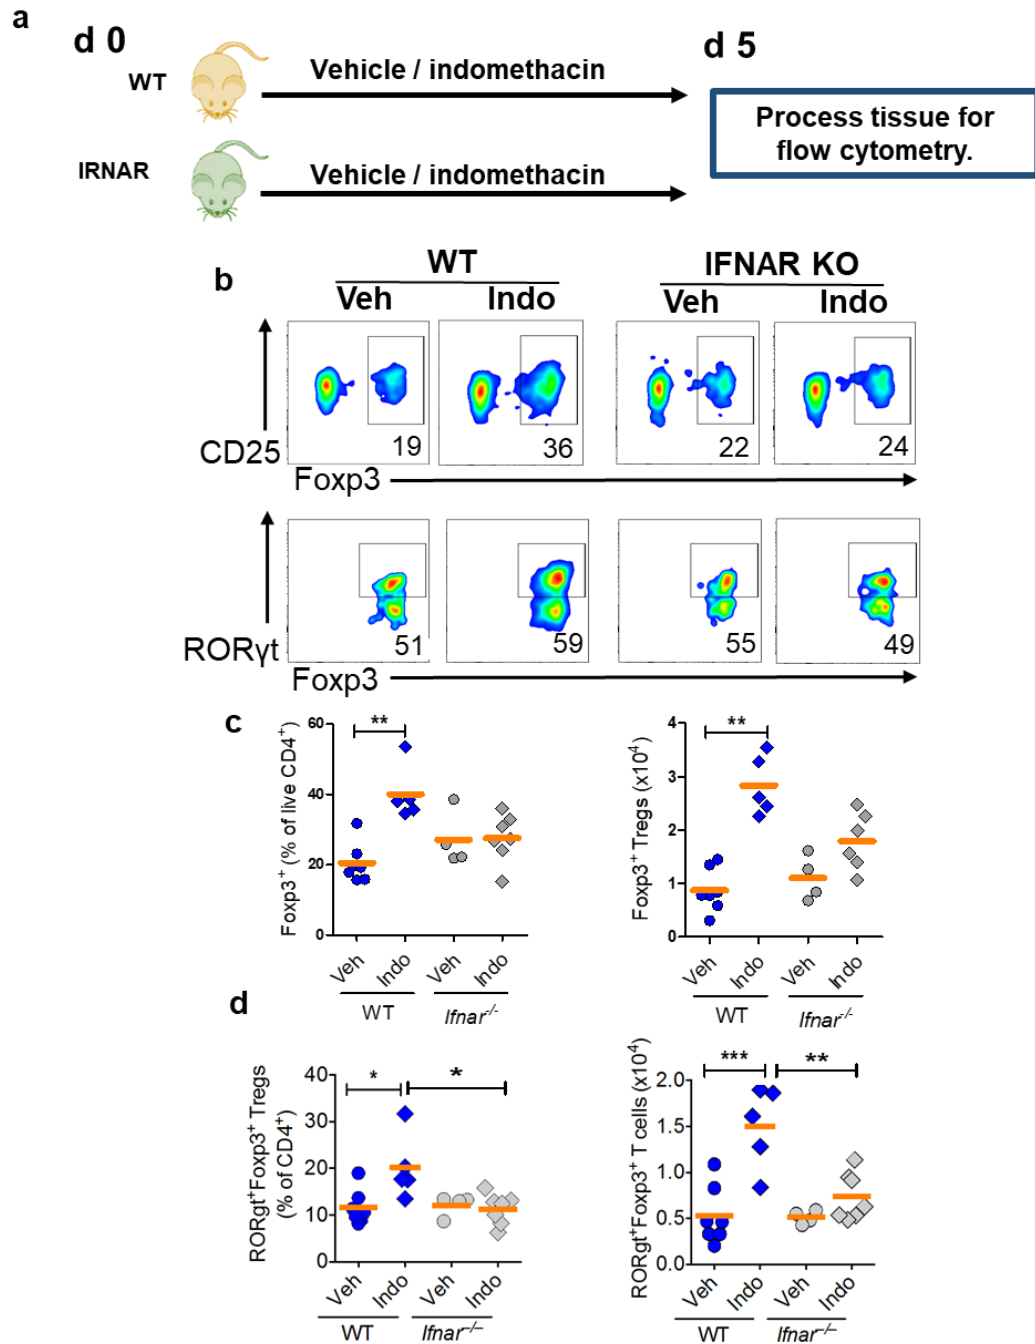 a
d 0
d 5
WT
Vehicle / indomethacin
Process tissue for
flow cytometry.
IRNAR
Vehicle / indomethacin
b
WT
IFNAR KO
Veh
Indo
Veh
Indo
19
36
22
24
CD25
Foxp3
51
59
55
49
RORγt
Foxp3
c
Foxp3+ (% of live CD4+)
60
40
20
0
**
Veh
Indo
Veh
Indo
WT
Ifnar-/-
Foxp3+ Tregs (x10^4)
4
3
2
1
0
**
Veh
Indo
Veh
Indo
WT
Ifnar-/-
d
RORgt+Foxp3+ Tregs
(% of CD4+)
40
30
20
10
0
*
*
Veh
Indo
Veh
Indo
WT
Ifnar-/-
RORgt+Foxp3+ T cells (x10^4)
2.0
1.5
1.0
0.5
0.0
***
**
Veh
Indo
Veh
Indo
WT
Ifnar-/-